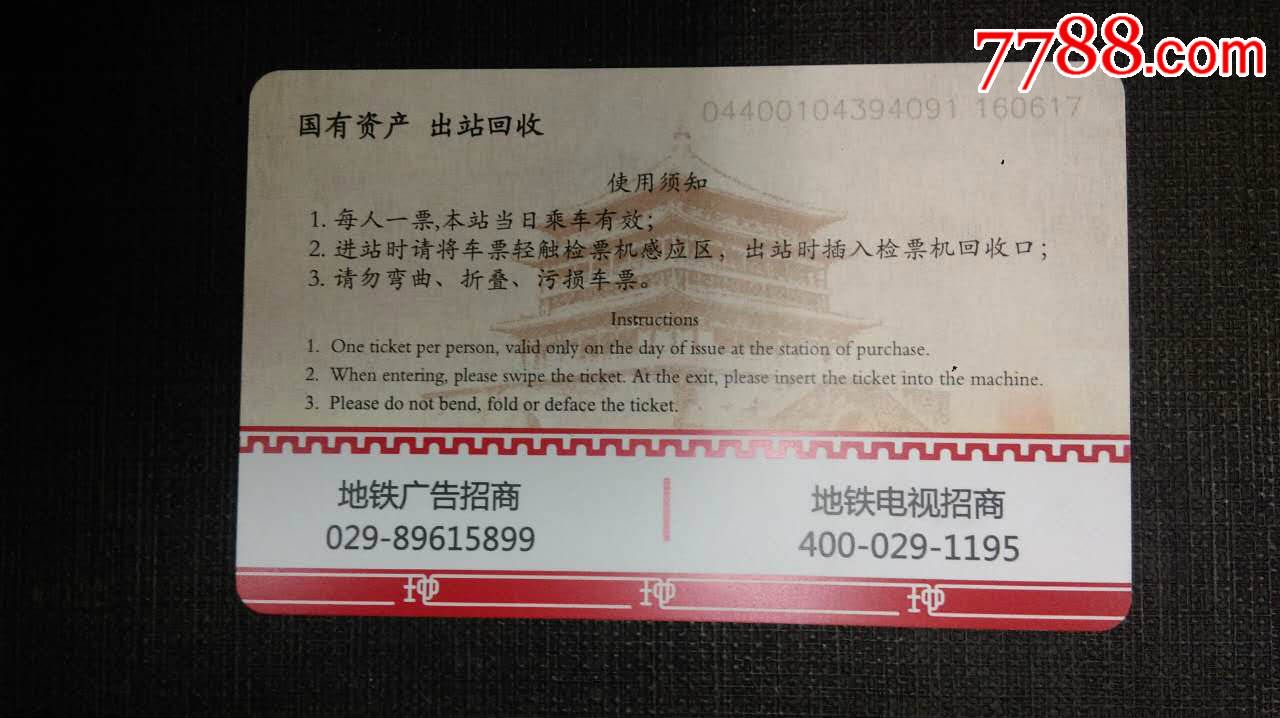 7788.com
04400104394091 160617
国有资产 出站回收
使用须知
1. 每人一票,本站当日乘车有效;
2. 进站时请将车票轻触检票机感应区，出站时插入检票机回收口;
3. 请勿弯曲、折叠、污损车票。
Instructions
1. One ticket per person, valid only on the day of issue at the station of purchase.
2. When entering, please swipe the ticket. At the exit, please insert the ticket into the machine.
3. Please do not bend, fold or deface the ticket.
地铁广告招商
029-89615899
地铁电视招商
400-029-1195